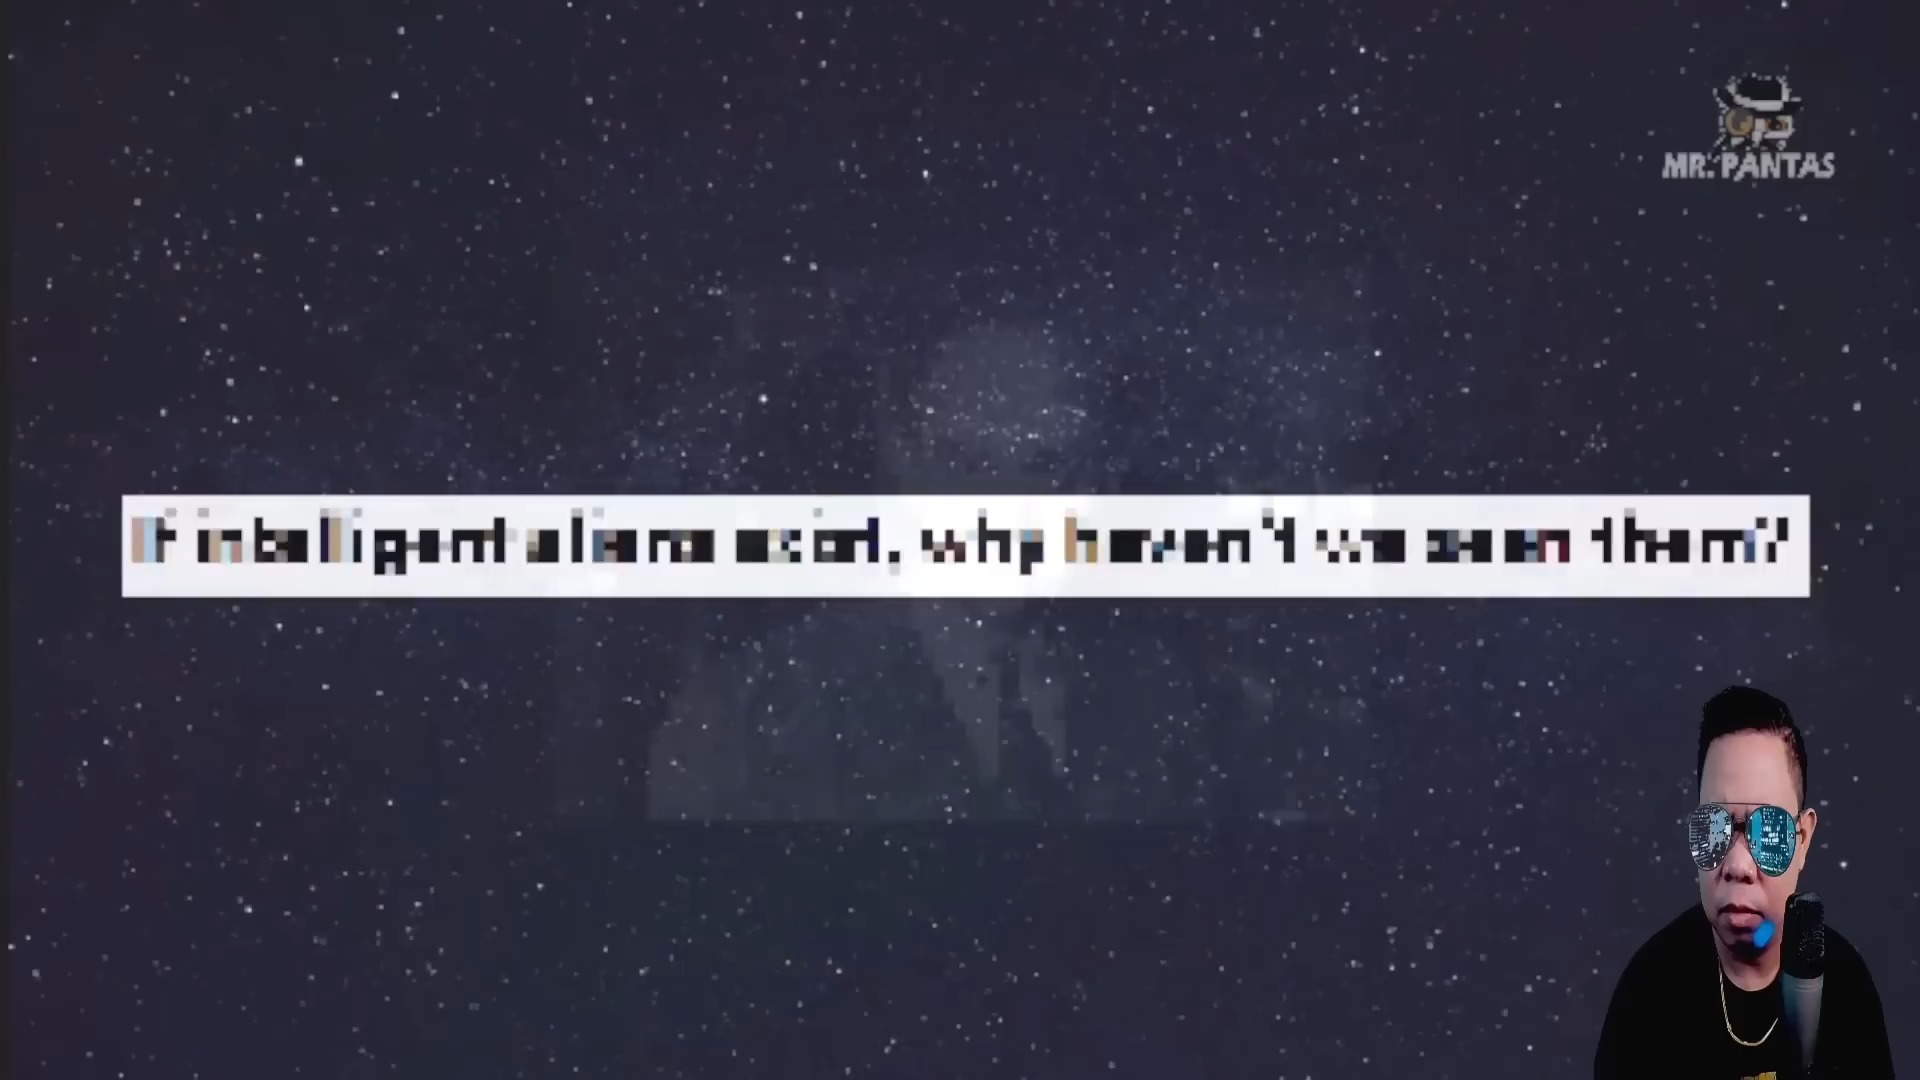 MR. PANTAS
If intelligent aliens exist, why haven't we seen them?